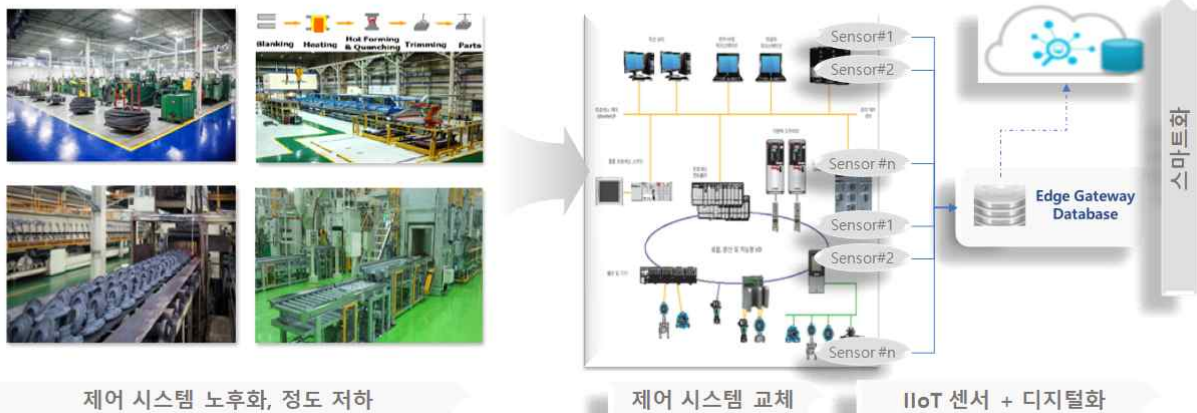 Blanking
Heating
Hot Forming
& Quenching
Trimming
Parts
Sensor#1
Sensor#2
Sensor#n
Sensor#1
Sensor#2
Sensor#n
Edge Gateway
Database
스마트화
제어 시스템 노후화, 정도 저하
제어 시스템 교체
IIoT 센서 + 디지털화